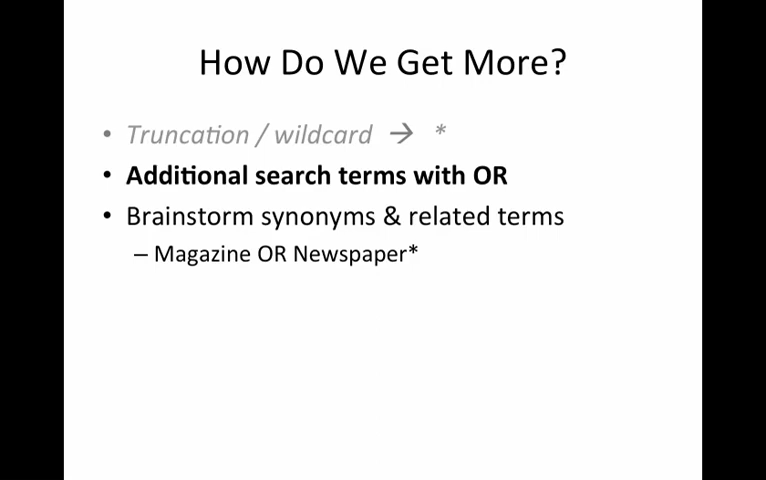 How Do We Get More?
• Truncation / wildcard → *
• Additional search terms with OR
• Brainstorm synonyms & related terms
– Magazine OR Newspaper*